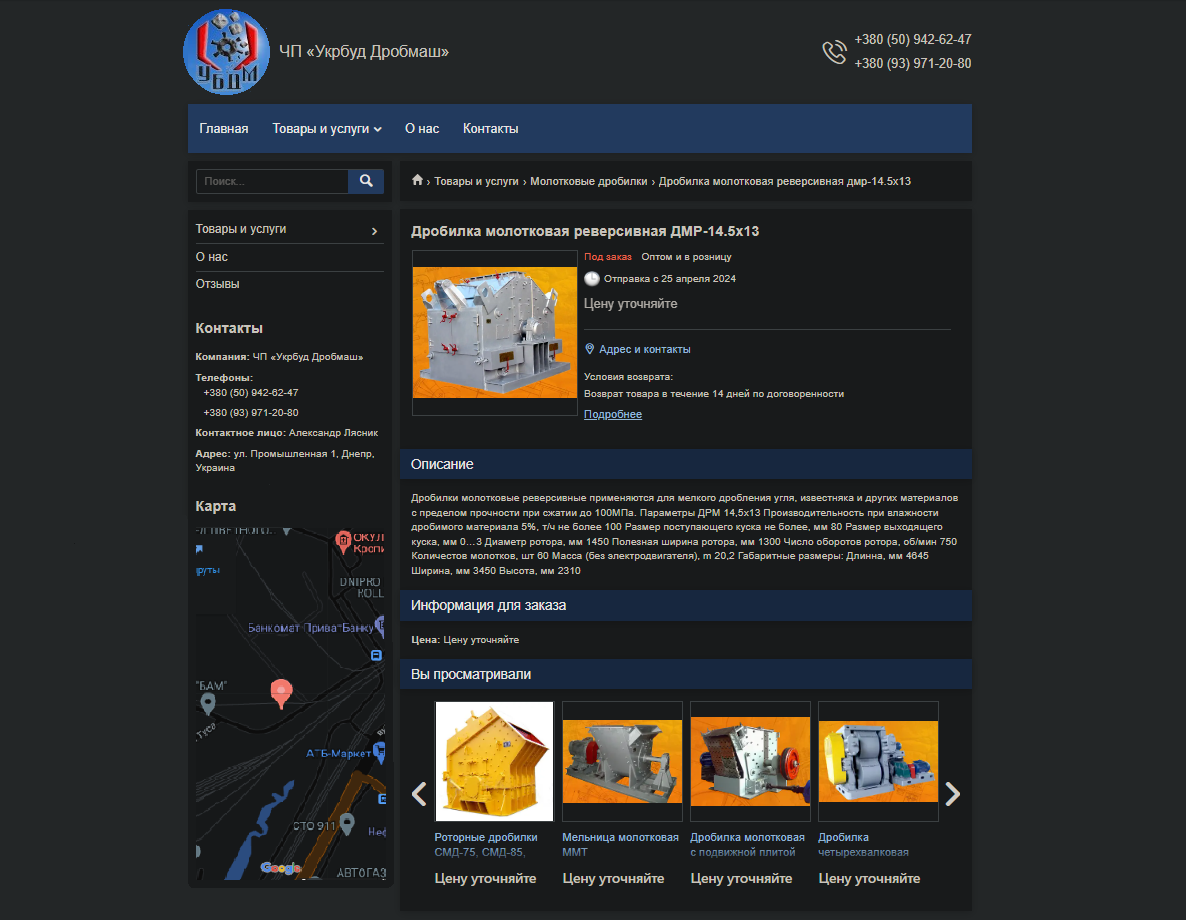 УБДМ
ЧП «Укрбуд Дробмаш»
+380 (50) 942-62-47
+380 (93) 971-20-80
Главная Товары и услуги О нас Контакты
Поиск...
› Товары и услуги › Молотковые дробилки › Дробилка молотковая реверсивная дмр-14.5х13
Товары и услуги
О нас
Отзывы
Контакты
Компания: ЧП «Укрбуд Дробмаш»
Телефоны:
+380 (50) 942-62-47
+380 (93) 971-20-80
Контактное лицо: Александр Лясник
Адрес: ул. Промышленная 1, Днепр,
Украина
Карта
DNIPRO
ROLL
Банкомат ПриваˮБанку
"БАМ"
АТБ-Маркет
СТО 911
АВТОГАЗ
Google
Дробилка молотковая реверсивная ДМР-14.5х13
Под заказ Оптом и в розницу
Отправка с 25 апреля 2024
Цену уточняйте
Адрес и контакты
Условия возврата:
Возврат товара в течение 14 дней по договоренности
Подробнее
Описание
Дробилки молотковые реверсивные применяются для мелкого дробления угля, известняка и других материалов
с пределом прочности при сжатии до 100МПа. Параметры ДРМ 14,5х13 Производительность при влажности
дробимого материала 5%, т/ч не более 100 Размер поступающего куска не более, мм 80 Размер выходящего
куска, мм 0…3 Диаметр ротора, мм 1450 Полезная ширина ротора, мм 1300 Число оборотов ротора, об/мин 750
Количестов молотков, шт 60 Масса (без электродвигателя), m 20,2 Габаритные размеры: Длинна, мм 4645
Ширина, мм 3450 Высота, мм 2310
Информация для заказа
Цена: Цену уточняйте
Вы просматривали
Роторные дробилки
СМД-75, СМД-85,
Цену уточняйте
Мельница молотковая
ММТ
Цену уточняйте
Дробилка молотковая
с подвижной плитой
Цену уточняйте
Дробилка
четырехвалковая
Цену уточняйте